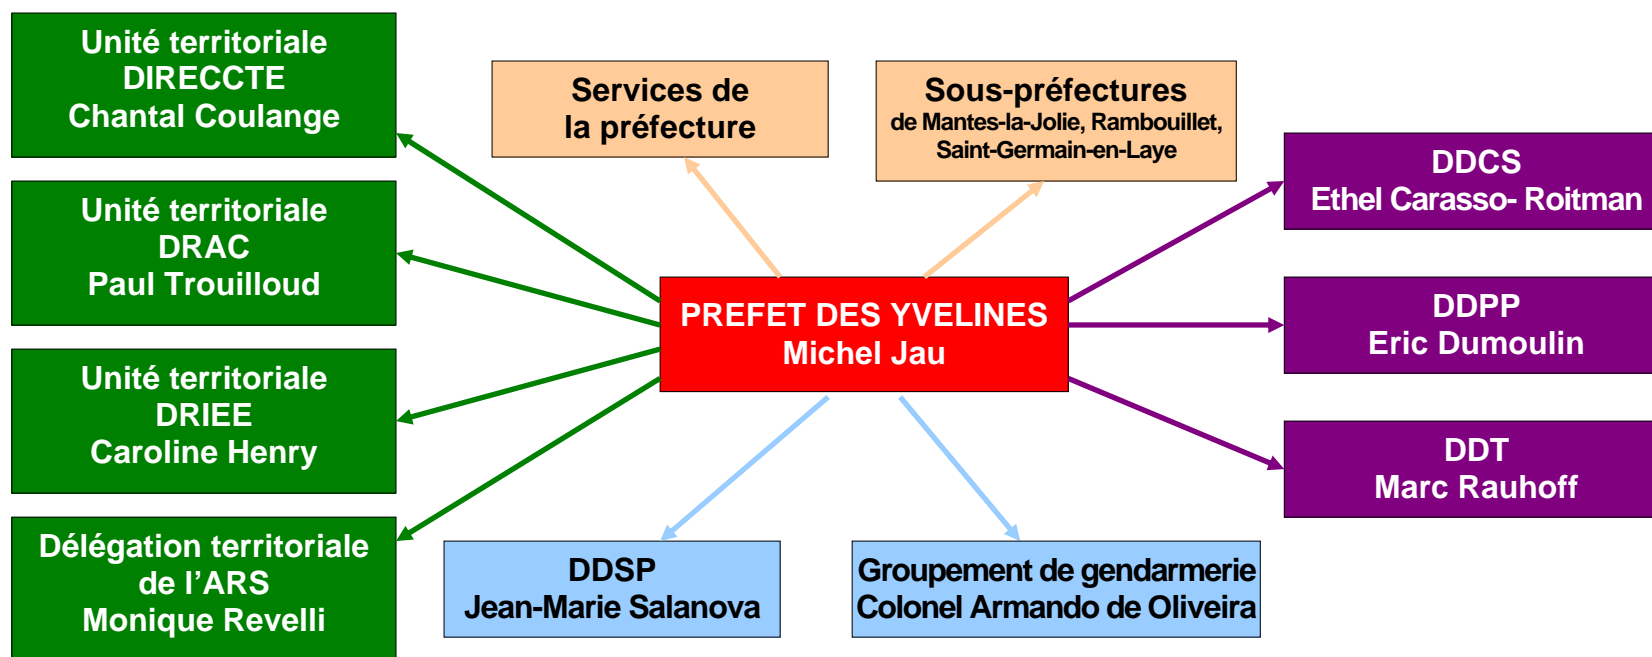 Unité territoriale
DIRECCTE
Chantal Coulange
Services de
la préfecture
Sous-préfectures
de Mantes-la-Jolie, Rambouillet,
Saint-Germain-en-Laye
DDCS
Ethel Carasso- Roitman
Unité territoriale
DRAC
Paul Trouilloud
PREFET DES YVELINES
Michel Jau
DDPP
Eric Dumoulin
Unité territoriale
DRIEE
Caroline Henry
DDT
Marc Rauhoff
Délégation territoriale
de l’ARS
Monique Revelli
DDSP
Jean-Marie Salanova
Groupement de gendarmerie
Colonel Armando de Oliveira